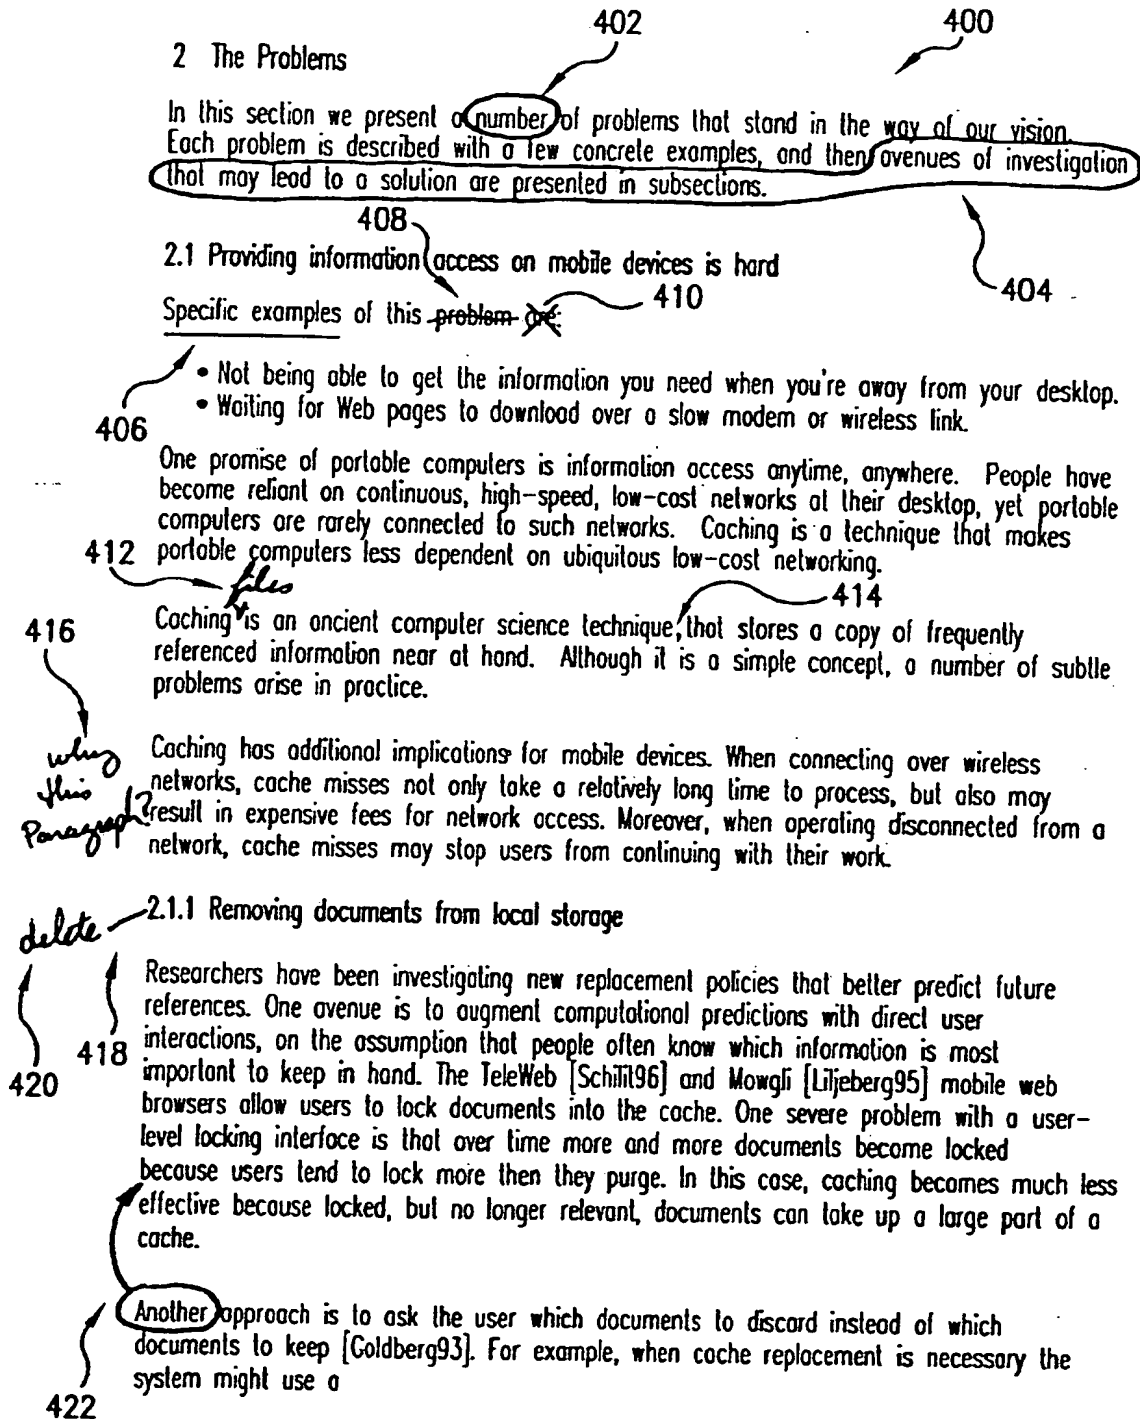 402
400
2 The Problems
In this section we present a number of problems that stand in the way of our vision.
Each problem is described with a few concrete examples, and then avenues of investigation
that may lead to a solution are presented in subsections.
408
404
2.1 Providing information access on mobile devices is hard
410
Specific examples of this problem are:
• Not being able to get the information you need when you're away from your desktop.
• Waiting for Web pages to download over a slow modem or wireless link.
406
One promise of portable computers is information access anytime, anywhere. People have
become reliant on continuous, high-speed, low-cost networks at their desktop, yet portable
computers are rarely connected to such networks. Caching is a technique that makes
portable computers less dependent on ubiquitous low-cost networking.
412
files
414
Caching is an ancient computer science technique, that stores a copy of frequently
referenced information near at hand. Although it is a simple concept, a number of subtle
problems arise in practice.
416
why
this
Paragraph?
Caching has additional implications for mobile devices. When connecting over wireless
networks, cache misses not only take a relatively long time to process, but also may
result in expensive fees for network access. Moreover, when operating disconnected from a
network, cache misses may stop users from continuing with their work.
delete
2.1.1 Removing documents from local storage
420
418
Researchers have been investigating new replacement policies that better predict future
references. One avenue is to augment computational predictions with direct user
interactions, on the assumption that people often know which information is most
important to keep in hand. The TeleWeb [Schilit96] and Mowgli [Liljeberg95] mobile web
browsers allow users to lock documents into the cache. One severe problem with a user-
level locking interface is that over time more and more documents become locked
because users tend to lock more then they purge. In this case, caching becomes much less
effective because locked, but no longer relevant, documents can take up a large part of a
cache.
Another approach is to ask the user which documents to discard instead of which
documents to keep [Goldberg93]. For example, when cache replacement is necessary the
system might use a
422